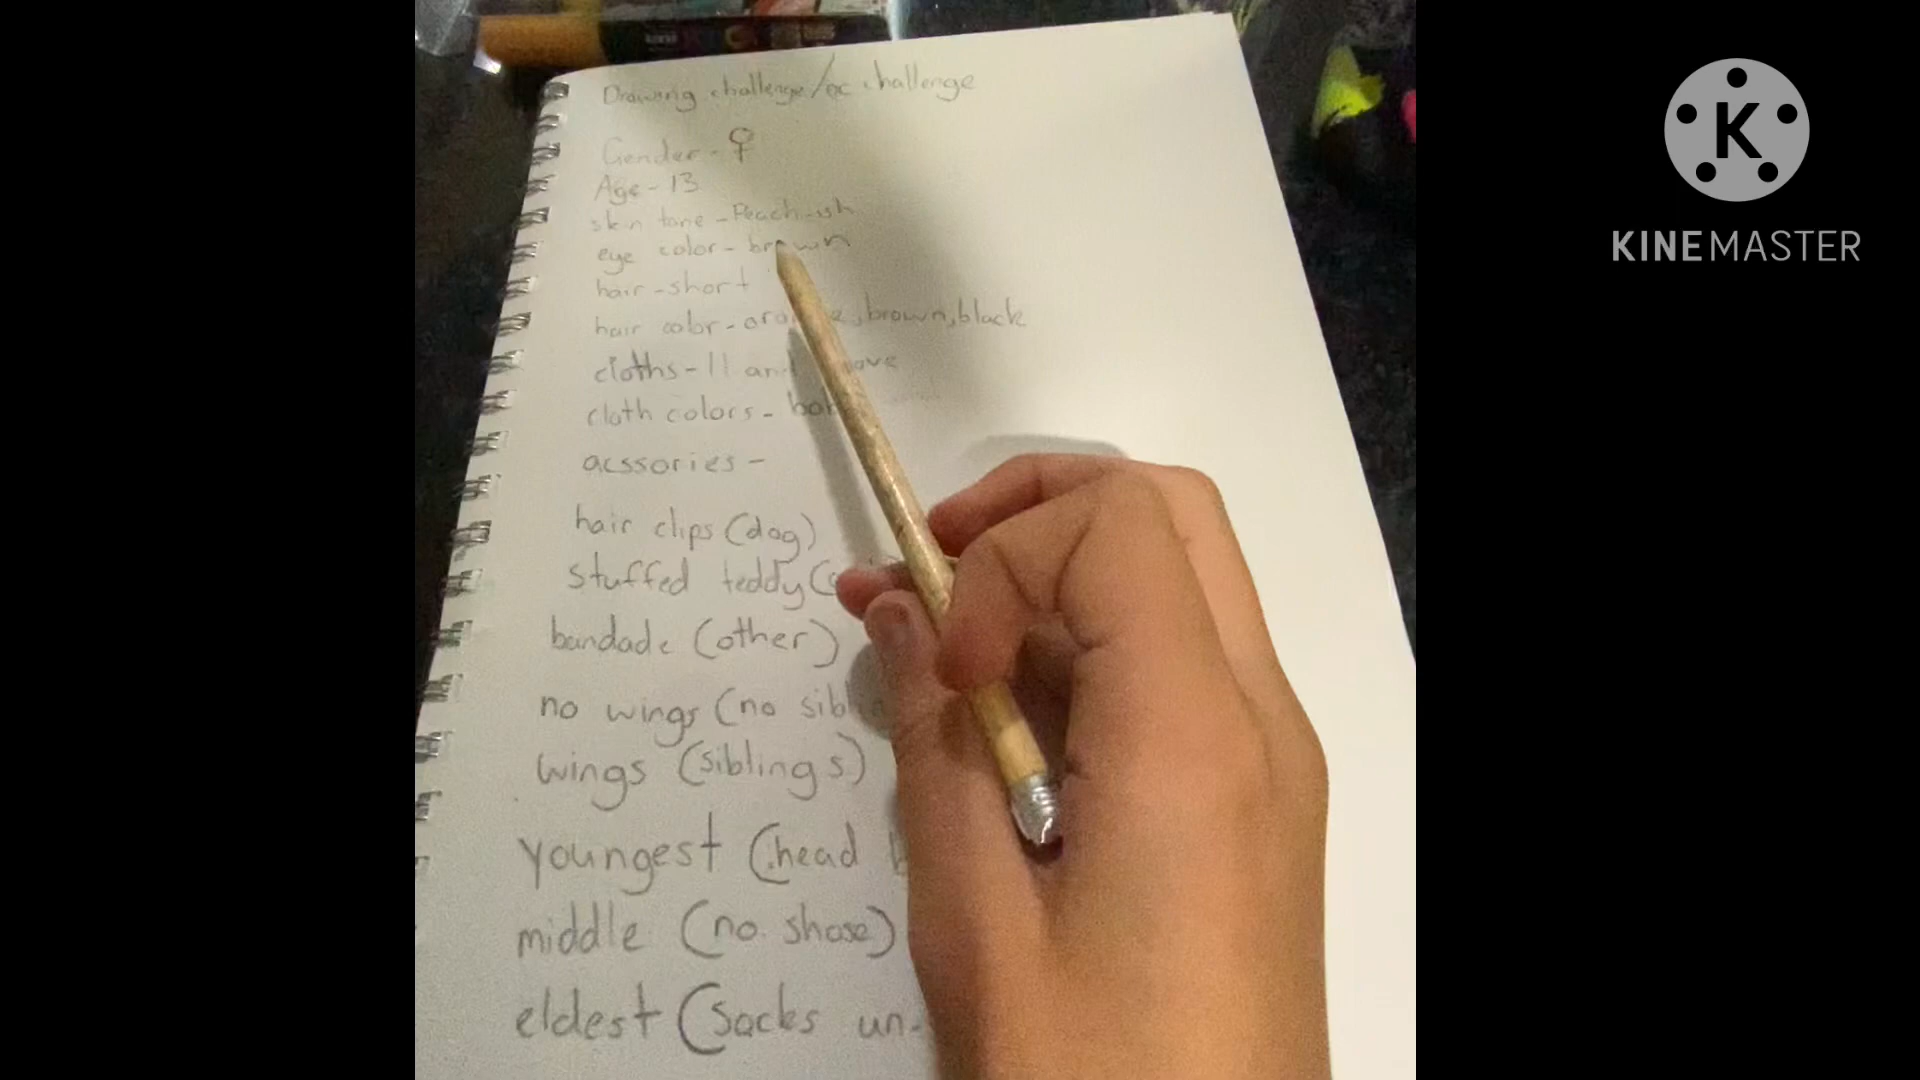 Drawing challenge/oc challenge
Gender - ♀
Age - 13
skin tone - Peach-ish
eye color - brown
hair - short
hair color - orange, brown, black
cloths - 11 and
cloth colors -
acssories -
hair clips (dog)
stuffed teddy (
bandade (other)
no wings (no siblin
wings (siblings)
youngest (head
middle (no shose)
eldest (socks un-
K
KINEMASTER